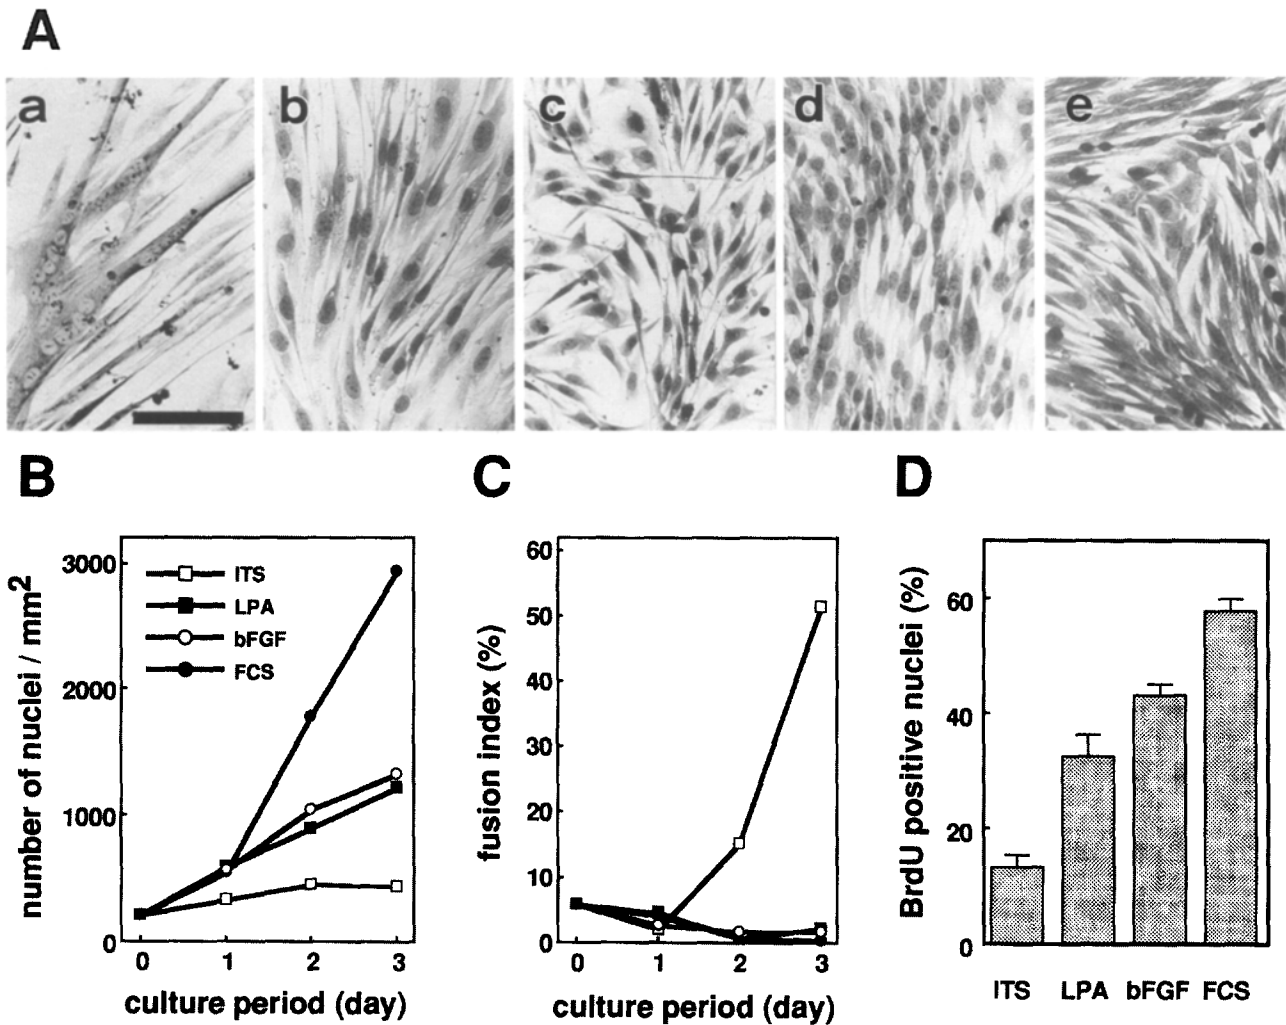 A
a b c d e
B C D
number of nuclei / mm2
3000
2000
1000
0
ITS
LPA
bFGF
FCS
0 1 2 3
culture period (day)
fusion index (%)
60
50
40
30
20
10
0
0 1 2 3
culture period (day)
BrdU positive nuclei (%)
60
40
20
0
ITS LPA bFGF FCS